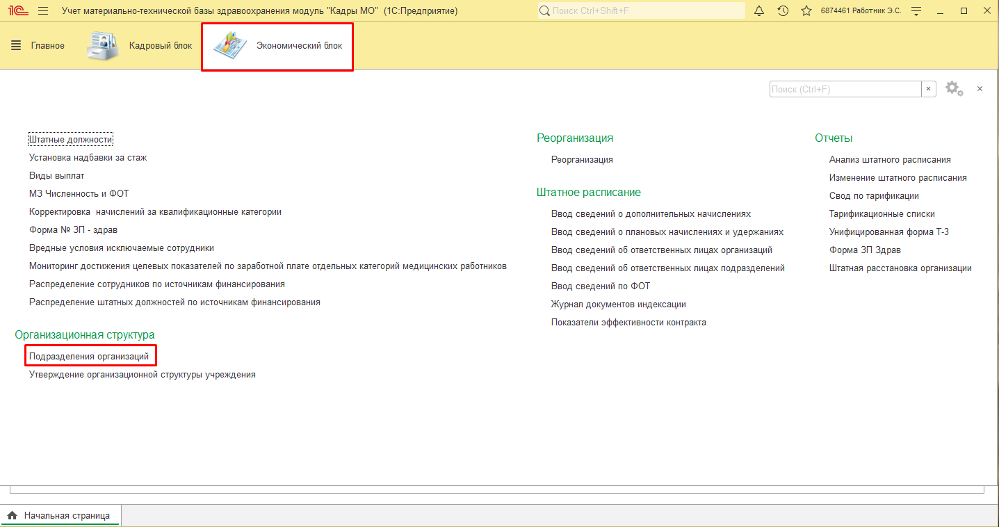 1С Учет материально-технической базы здравоохранения модуль "Кадры МО" (1С:Предприятие) Поиск Ctrl+Shift+F 6874461 Работник Э.С.
Главное Кадровый блок Экономический блок
Поиск (Ctrl+F)
Штатные должности
Установка надбавки за стаж
Виды выплат
МЗ Численность и ФОТ
Корректировка  начислений за квалификационные категории
Форма № ЗП - здрав
Вредные условия исключаемые сотрудники
Мониторинг достижения целевых показателей по заработной плате отдельных категорий медицинских работников
Распределение сотрудников по источникам финансирования
Распределение штатных должностей по источникам финансирования
Организационная структура
Подразделения организаций
Утверждение организационной структуры учреждения
Реорганизация
Реорганизация
Штатное расписание
Ввод сведений о дополнительных начислениях
Ввод сведений о плановых начислениях и удержаниях
Ввод сведений об ответственных лицах организаций
Ввод сведений об ответственных лицах подразделений
Ввод сведений по ФОТ
Журнал документов индексации
Показатели эффективности контракта
Отчеты
Анализ штатного расписания
Изменение штатного расписания
Свод по тарификации
Тарификационные списки
Унифицированная форма Т-3
Форма ЗП Здрав
Штатная расстановка организации
Начальная страница